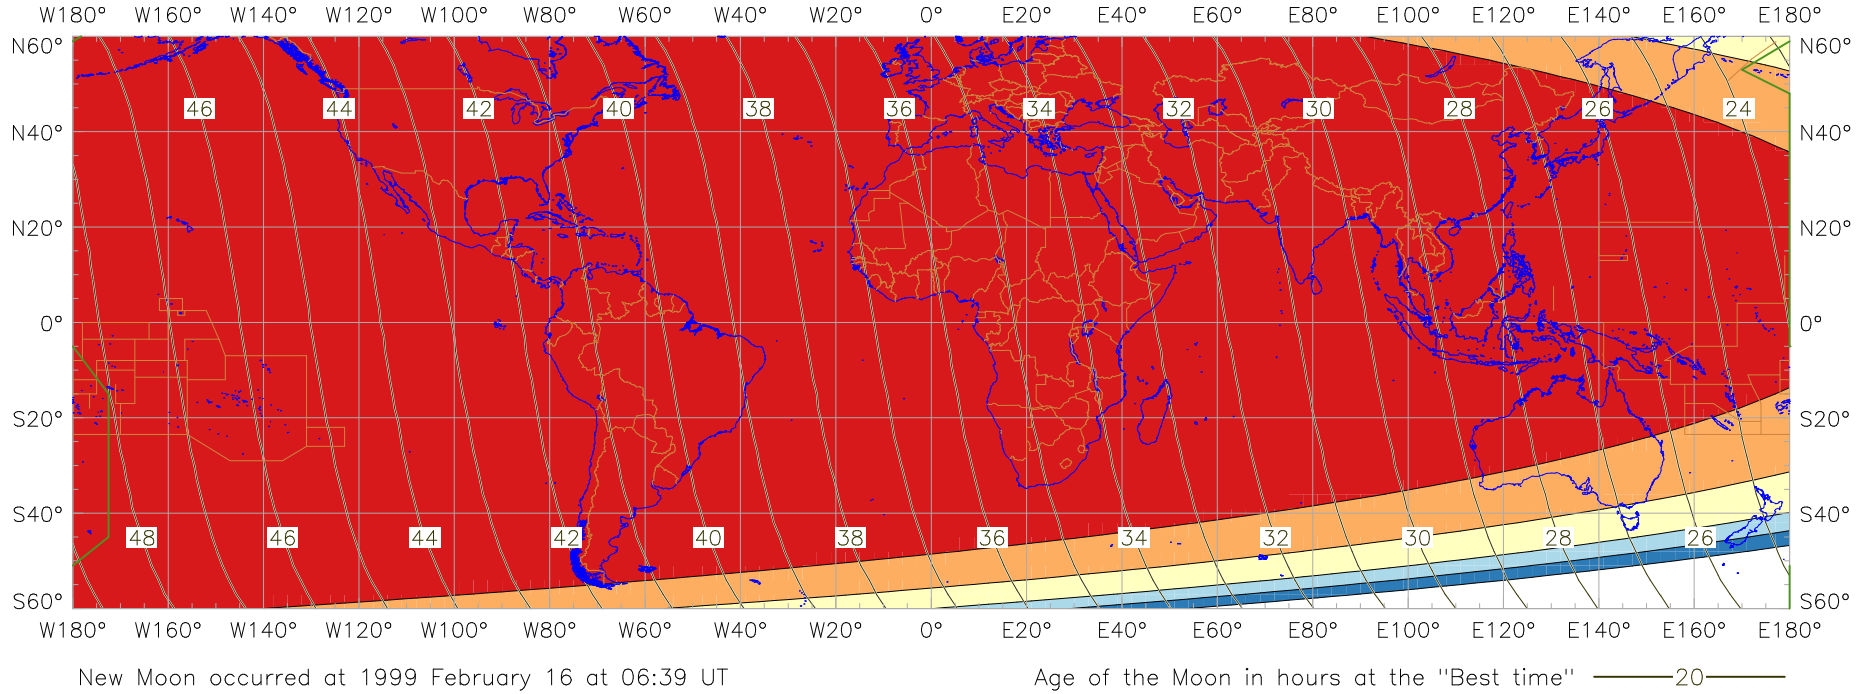 W180° W160° W140° W120° W100° W80° W60° W40° W20° 0° E20° E40° E60° E80° E100° E120° E140° E160° E180°
N60° N60°
46 44 42 40 38 36 34 32 30 28 26 24
N40° N40°
N20° N20°
0° 0°
S20° S20°
S40° S40°
48 46 44 42 40 38 36 34 32 30 28 26
S60° S60°
W180° W160° W140° W120° W100° W80° W60° W40° W20° 0° E20° E40° E60° E80° E100° E120° E140° E160° E180°
New Moon occurred at 1999 February 16 at 06:39 UT Age of the Moon in hours at the "Best time" 20